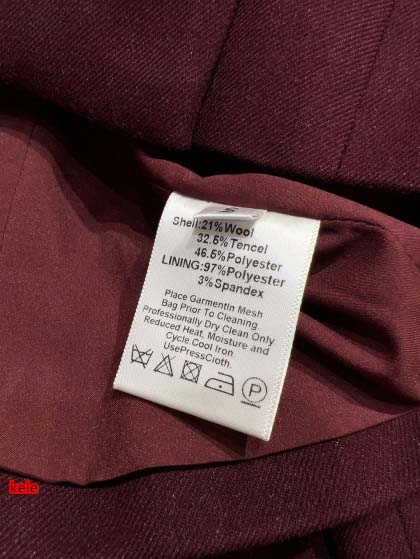 S
Shell:21%Wool
32.5%Tencel
46.5%Polyester
LINING:97%Polyester
3%Spandex
Place GarmentIn Mesh
Bag Prior To Cleaning.
Professionally Dry Clean Only
Reduced Heat, Moisture and
Cycle.Cool Iron.
UsePressCloth.
P
kele